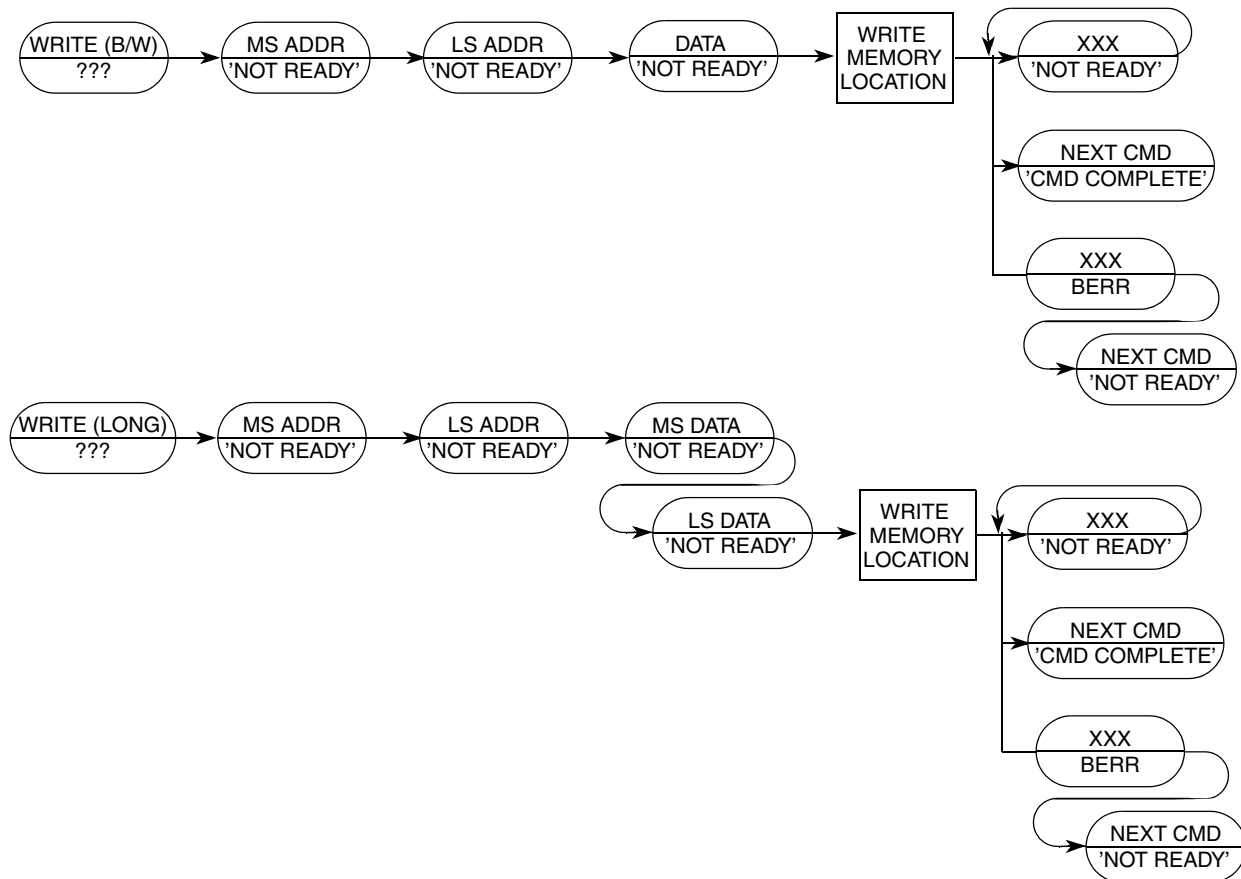 WRITE (B/W)
???
MS ADDR
'NOT READY'
LS ADDR
'NOT READY'
DATA
'NOT READY'
WRITE
MEMORY
LOCATION
XXX
'NOT READY'
NEXT CMD
'CMD COMPLETE'
XXX
BERR
NEXT CMD
'NOT READY'
WRITE (LONG)
???
MS ADDR
'NOT READY'
LS ADDR
'NOT READY'
MS DATA
'NOT READY'
LS DATA
'NOT READY'
WRITE
MEMORY
LOCATION
XXX
'NOT READY'
NEXT CMD
'CMD COMPLETE'
XXX
BERR
NEXT CMD
'NOT READY'